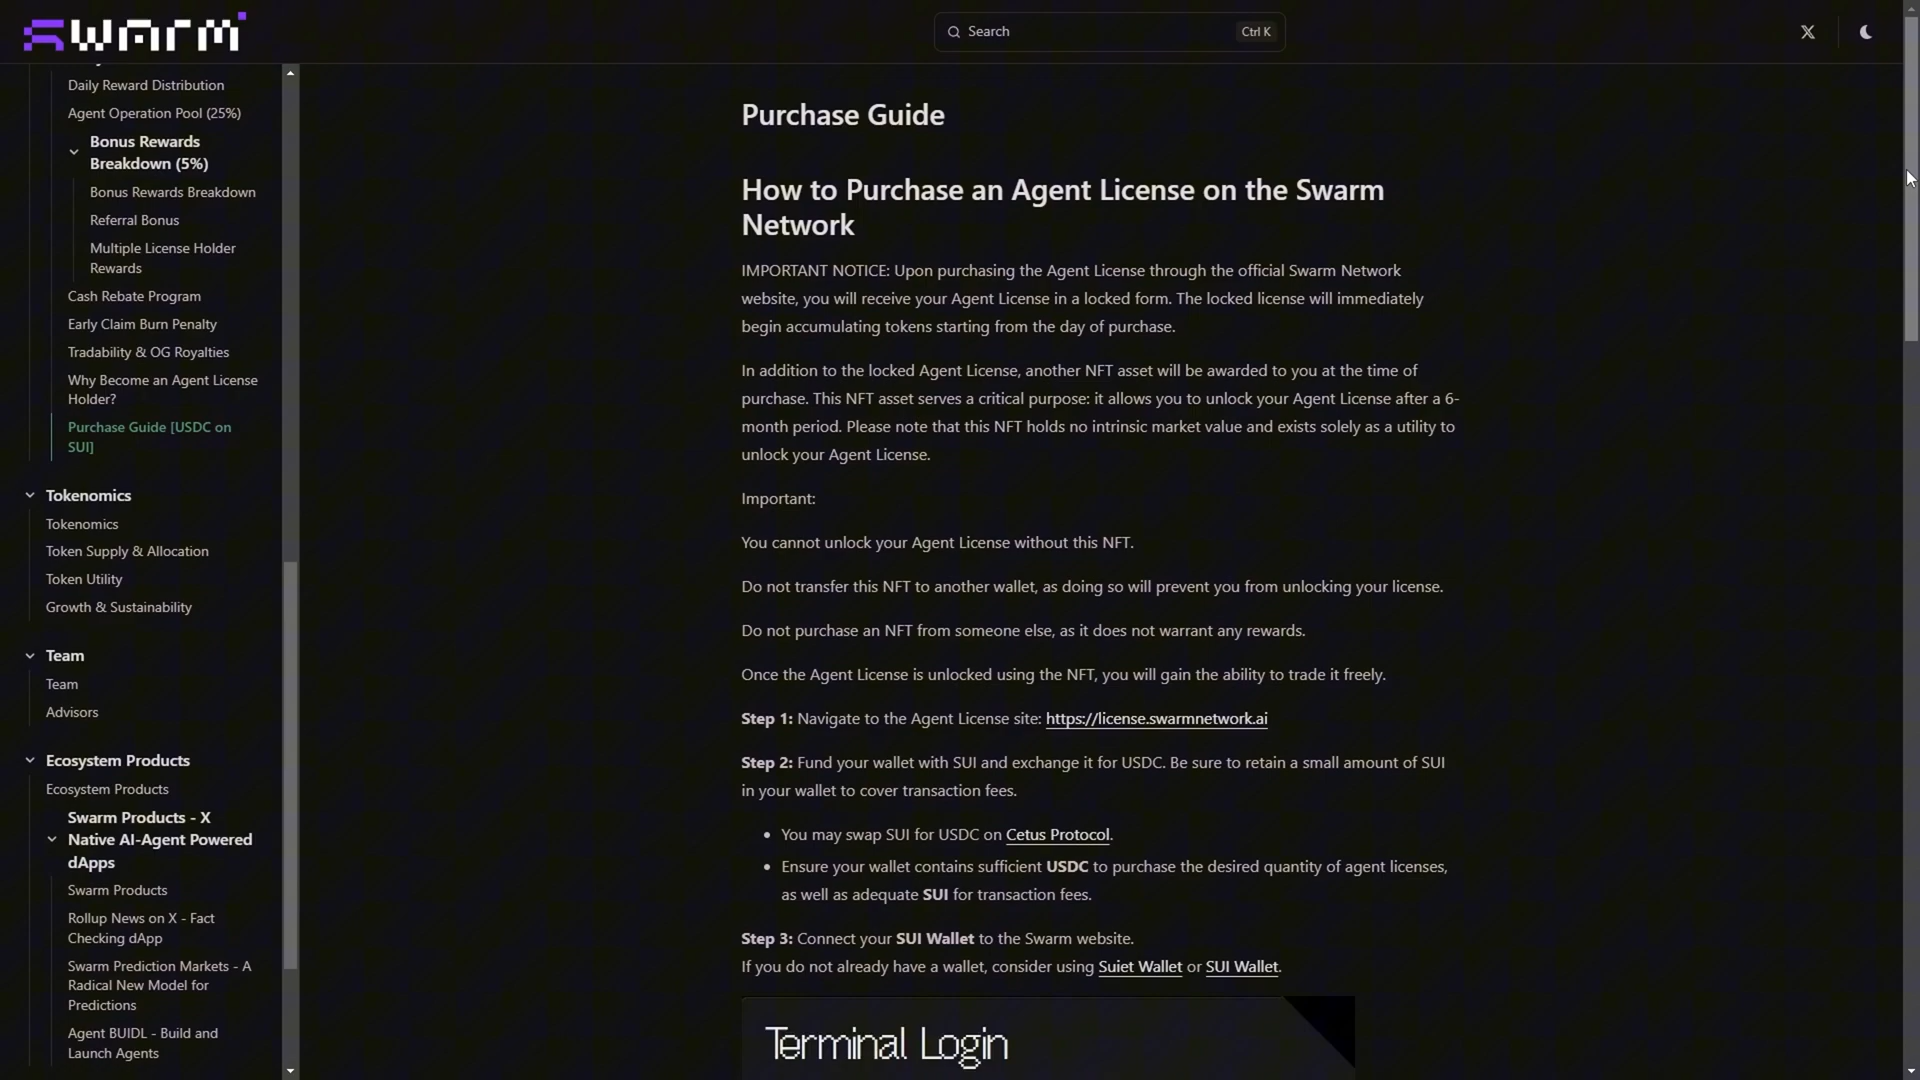 swarm
Search
Ctrl K
Daily Reward Distribution
Agent Operation Pool (25%)
Bonus Rewards
Breakdown (5%)
Bonus Rewards Breakdown
Referral Bonus
Multiple License Holder
Rewards
Cash Rebate Program
Early Claim Burn Penalty
Tradability & OG Royalties
Why Become an Agent License
Holder?
Purchase Guide [USDC on
SUI]
Tokenomics
Tokenomics
Token Supply & Allocation
Token Utility
Growth & Sustainability
Team
Team
Advisors
Ecosystem Products
Ecosystem Products
Swarm Products - X
Native AI-Agent Powered
dApps
Swarm Products
Rollup News on X - Fact
Checking dApp
Swarm Prediction Markets - A
Radical New Model for
Predictions
Agent BUIDL - Build and
Launch Agents
Purchase Guide
How to Purchase an Agent License on the Swarm
Network
IMPORTANT NOTICE: Upon purchasing the Agent License through the official Swarm Network
website, you will receive your Agent License in a locked form. The locked license will immediately
begin accumulating tokens starting from the day of purchase.
In addition to the locked Agent License, another NFT asset will be awarded to you at the time of
purchase. This NFT asset serves a critical purpose: it allows you to unlock your Agent License after a 6-
month period. Please note that this NFT holds no intrinsic market value and exists solely as a utility to
unlock your Agent License.
Important:
You cannot unlock your Agent License without this NFT.
Do not transfer this NFT to another wallet, as doing so will prevent you from unlocking your license.
Do not purchase an NFT from someone else, as it does not warrant any rewards.
Once the Agent License is unlocked using the NFT, you will gain the ability to trade it freely.
Step 1: Navigate to the Agent License site: https://license.swarmnetwork.ai
Step 2: Fund your wallet with SUI and exchange it for USDC. Be sure to retain a small amount of SUI
in your wallet to cover transaction fees.
• You may swap SUI for USDC on Cetus Protocol.
• Ensure your wallet contains sufficient USDC to purchase the desired quantity of agent licenses,
as well as adequate SUI for transaction fees.
Step 3: Connect your SUI Wallet to the Swarm website.
If you do not already have a wallet, consider using Suiet Wallet or SUI Wallet.
Terminal Login